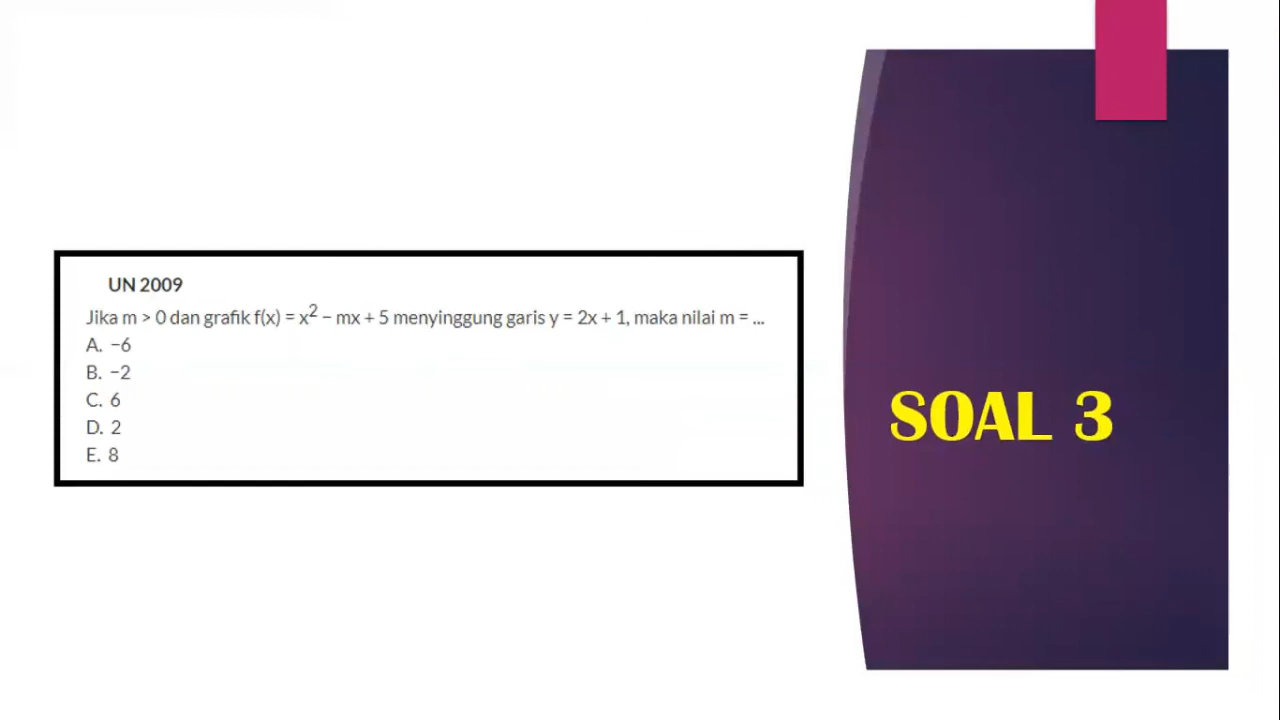 UN 2009
Jika m > 0 dan grafik f(x) = x² − mx + 5 menyinggung garis y = 2x + 1, maka nilai m = ...
A. −6
B. −2
C. 6
D. 2
E. 8
SOAL 3